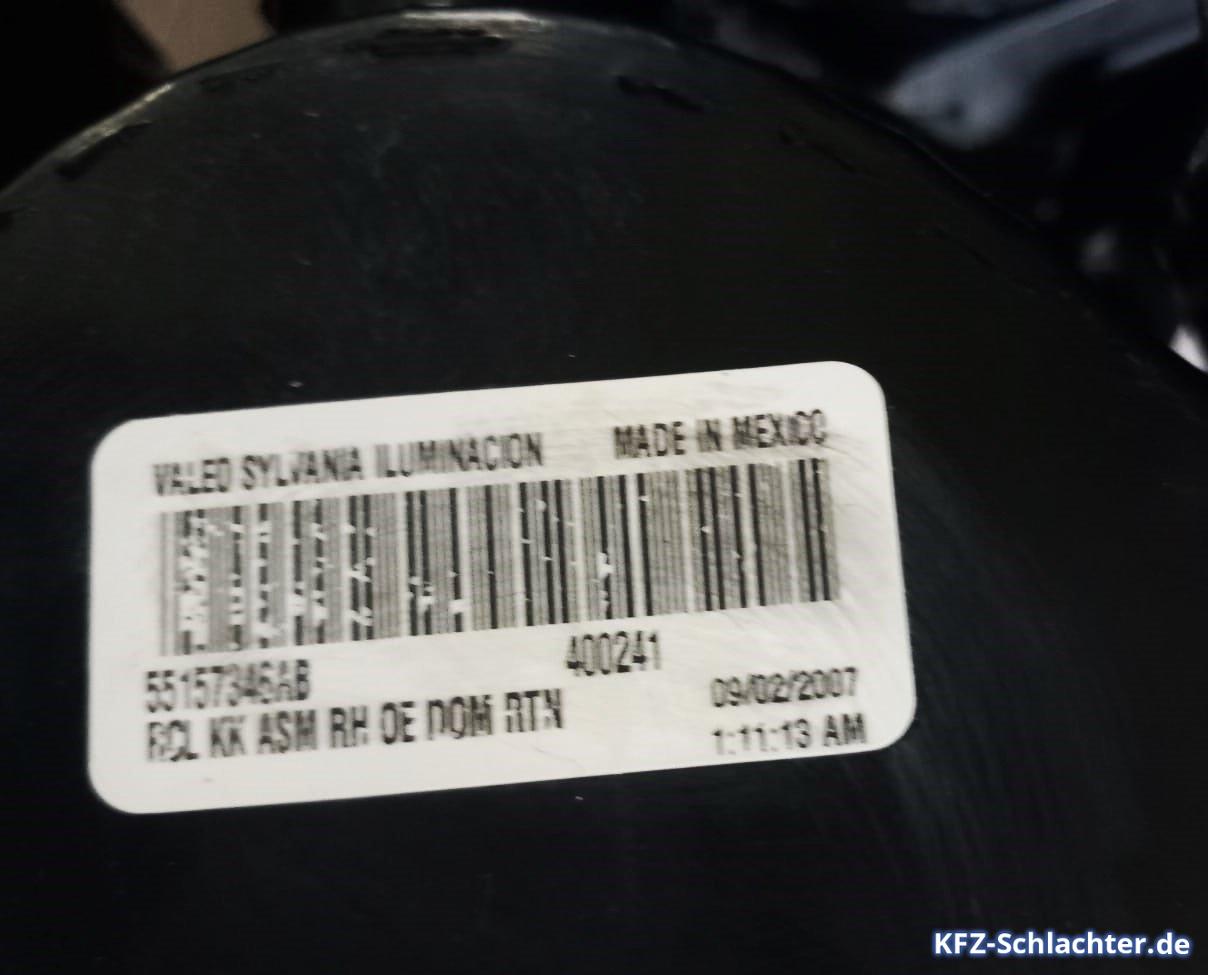 VALEO SYLVANIA ILUMINACION MADE IN MEXICO
55157346AB 400241
RCL KK ASM RH OE DOM RTN 09/02/2007
1:11:13 AM
KFZ-Schlachter.de